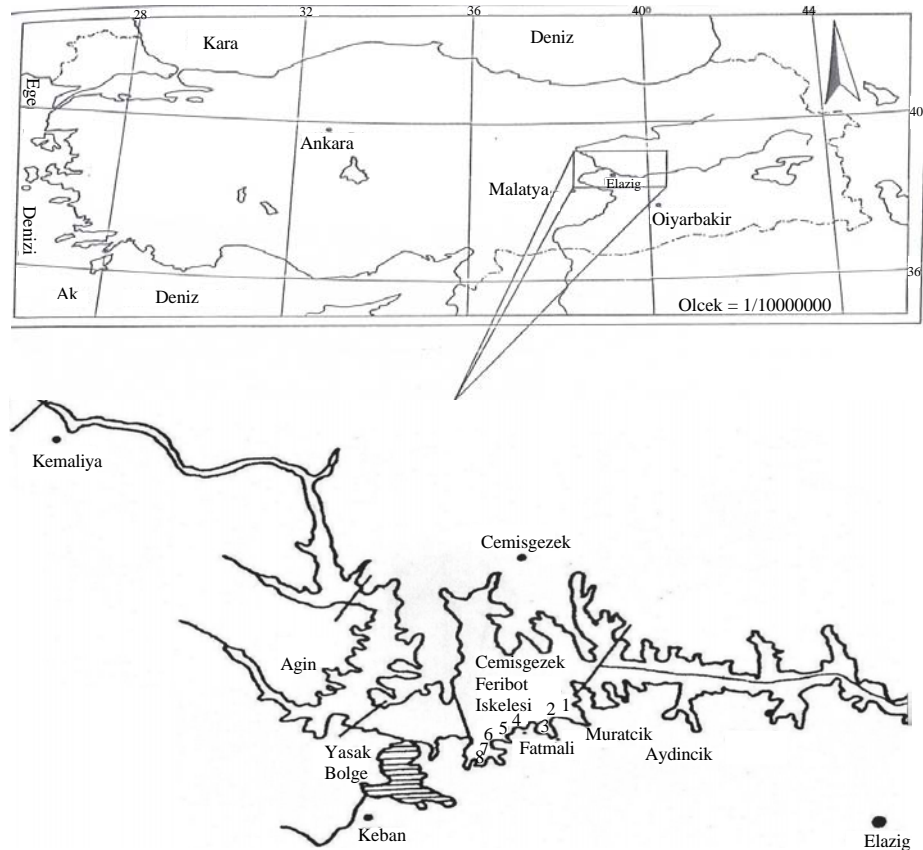 28
32
36
40°
44
Kara
Deniz
Ege
40
Ankara
Malatya
Elazig
Oiyarbakir
Denizi
36
Ak
Deniz
Olcek = 1/10000000
Kemaliya
Cemisgezek
Agin
Cemisgezek
Feribot
Iskelesi
1
2
3
4
5
6
7
8
Fatmali
Muratcik
Aydincik
Yasak
Bolge
Keban
Elazig